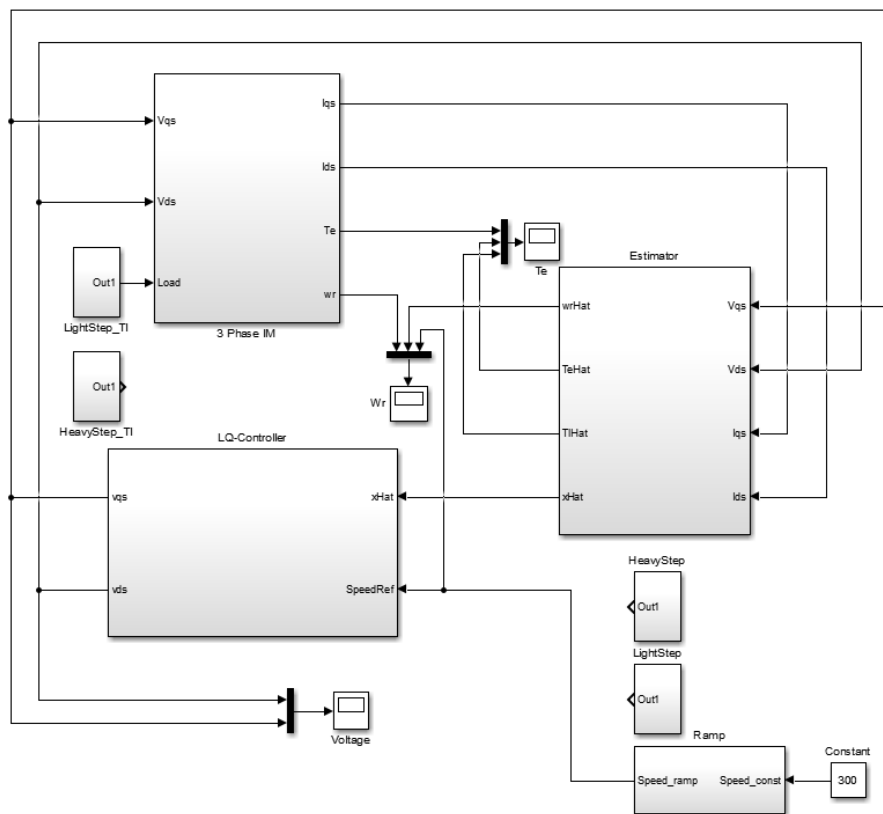 Iqs
Vqs
Ids
Vds
Te
Out1
Load
wr
LightStep_Tl
3 Phase IM
Te
Estimator
wrHat
Vqs
TeHat
Vds
TlHat
Iqs
xHat
Ids
Out1
HeavyStep_Tl
Wr
LQ-Controller
vqs
xHat
vds
SpeedRef
HeavyStep
Out1
LightStep
Out1
Voltage
Ramp
Constant
Speed_ramp
Speed_const
300